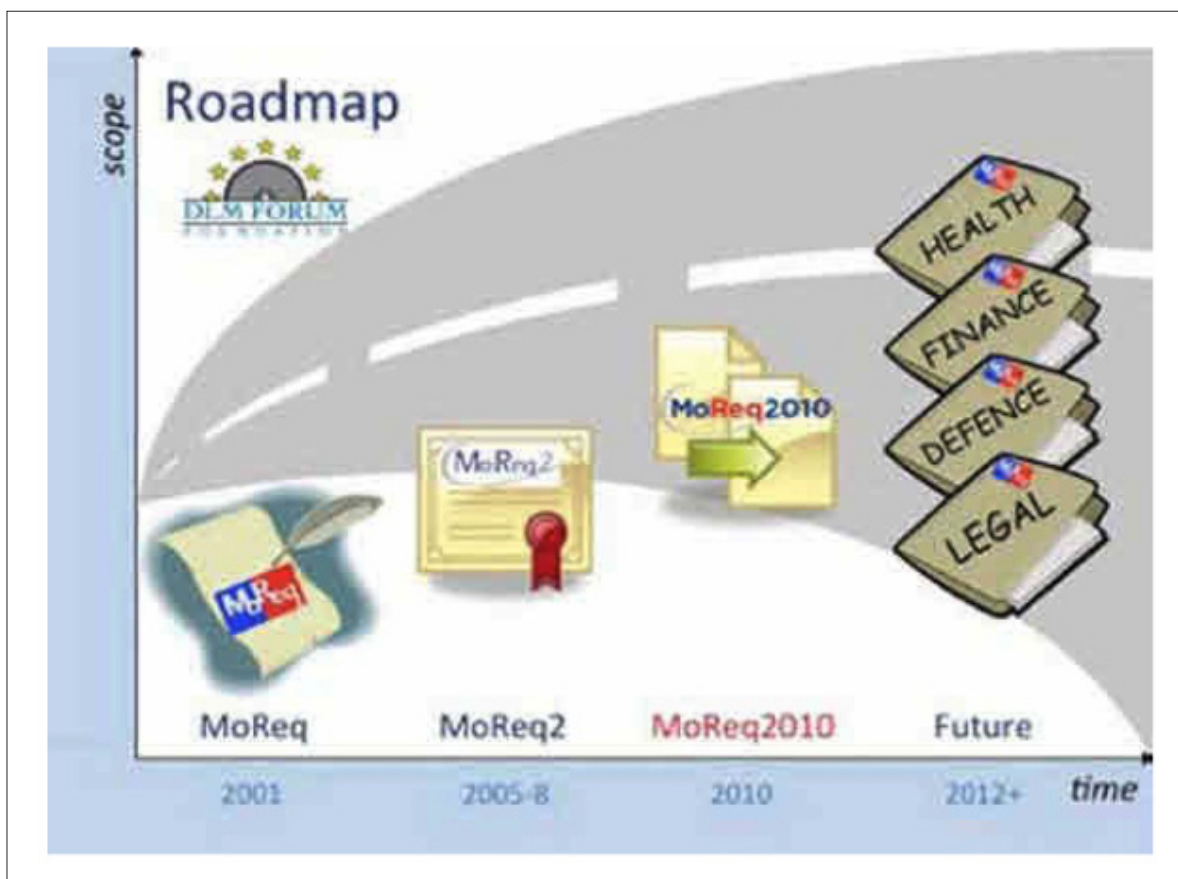 scope
Roadmap
DLM FORUM
FOUNDATION
HEALTH
FINANCE
DEFENCE
LEGAL
MoReq2010
MoReq2
MoReq
MoReq
MoReq2
MoReq2010
Future
2001
2005-8
2010
2012+
time